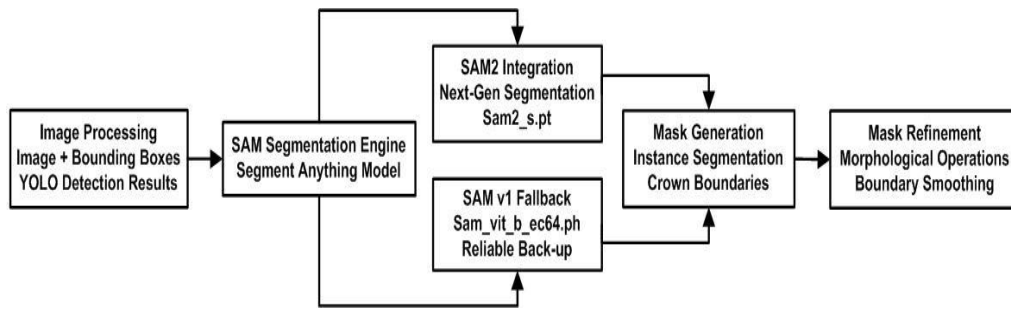 Image Processing
Image + Bounding Boxes
YOLO Detection Results
SAM Segmentation Engine
Segment Anything Model
SAM2 Integration
Next-Gen Segmentation
Sam2_s.pt
SAM v1 Fallback
Sam_vit_b_ec64.ph
Reliable Back-up
Mask Generation
Instance Segmentation
Crown Boundaries
Mask Refinement
Morphological Operations
Boundary Smoothing